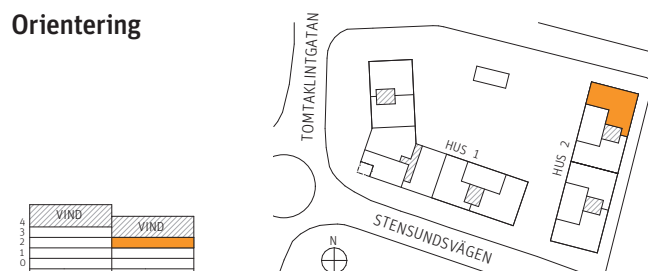 Orientering
TOMTAKLINTGATAN
HUS 1
HUS 2
STENSUNDSVÄGEN
N
VIND
VIND
4
3
2
1
0